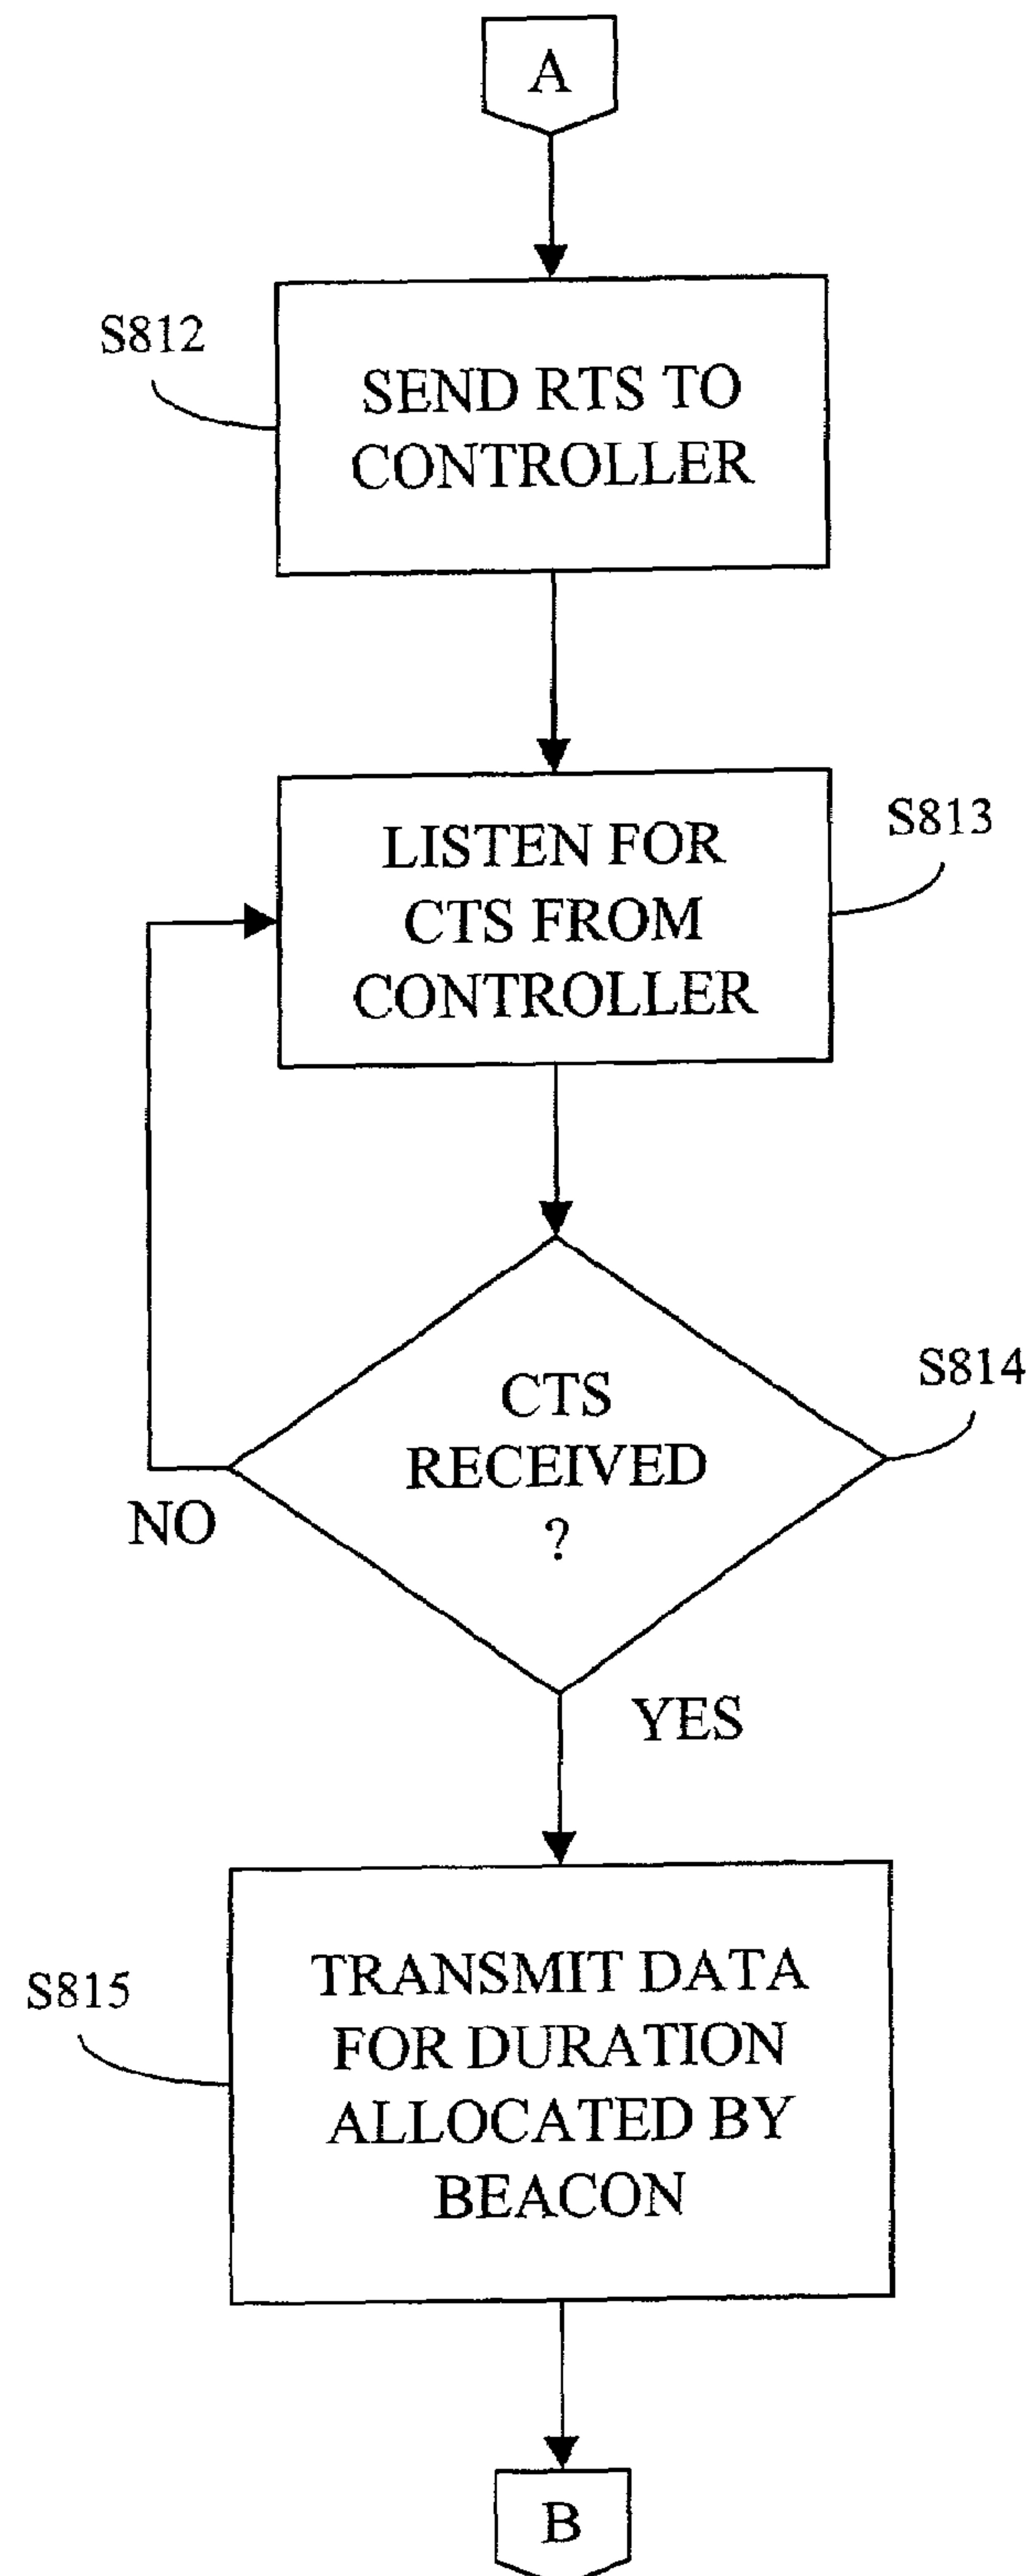 A
S812
SEND RTS TO
CONTROLLER
S813
LISTEN FOR
CTS FROM
CONTROLLER
S814
CTS
RECEIVED
?
NO
YES
S815
TRANSMIT DATA
FOR DURATION
ALLOCATED BY
BEACON
B